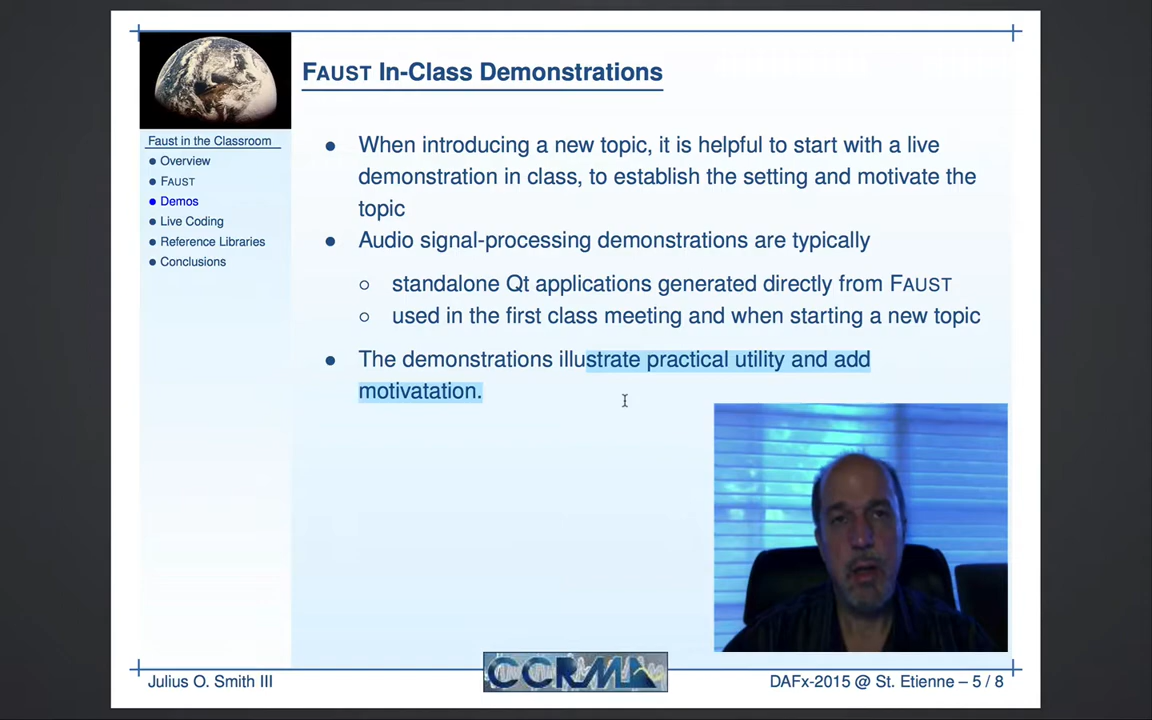 FAUST In-Class Demonstrations
Faust in the Classroom
● Overview
● FAUST
● Demos
● Live Coding
● Reference Libraries
● Conclusions
● When introducing a new topic, it is helpful to start with a live
demonstration in class, to establish the setting and motivate the
topic
● Audio signal-processing demonstrations are typically
○ standalone Qt applications generated directly from FAUST
○ used in the first class meeting and when starting a new topic
● The demonstrations illustrate practical utility and add
motivatation.
Julius O. Smith III
CCRMA
DAFx-2015 @ St. Etienne – 5 / 8